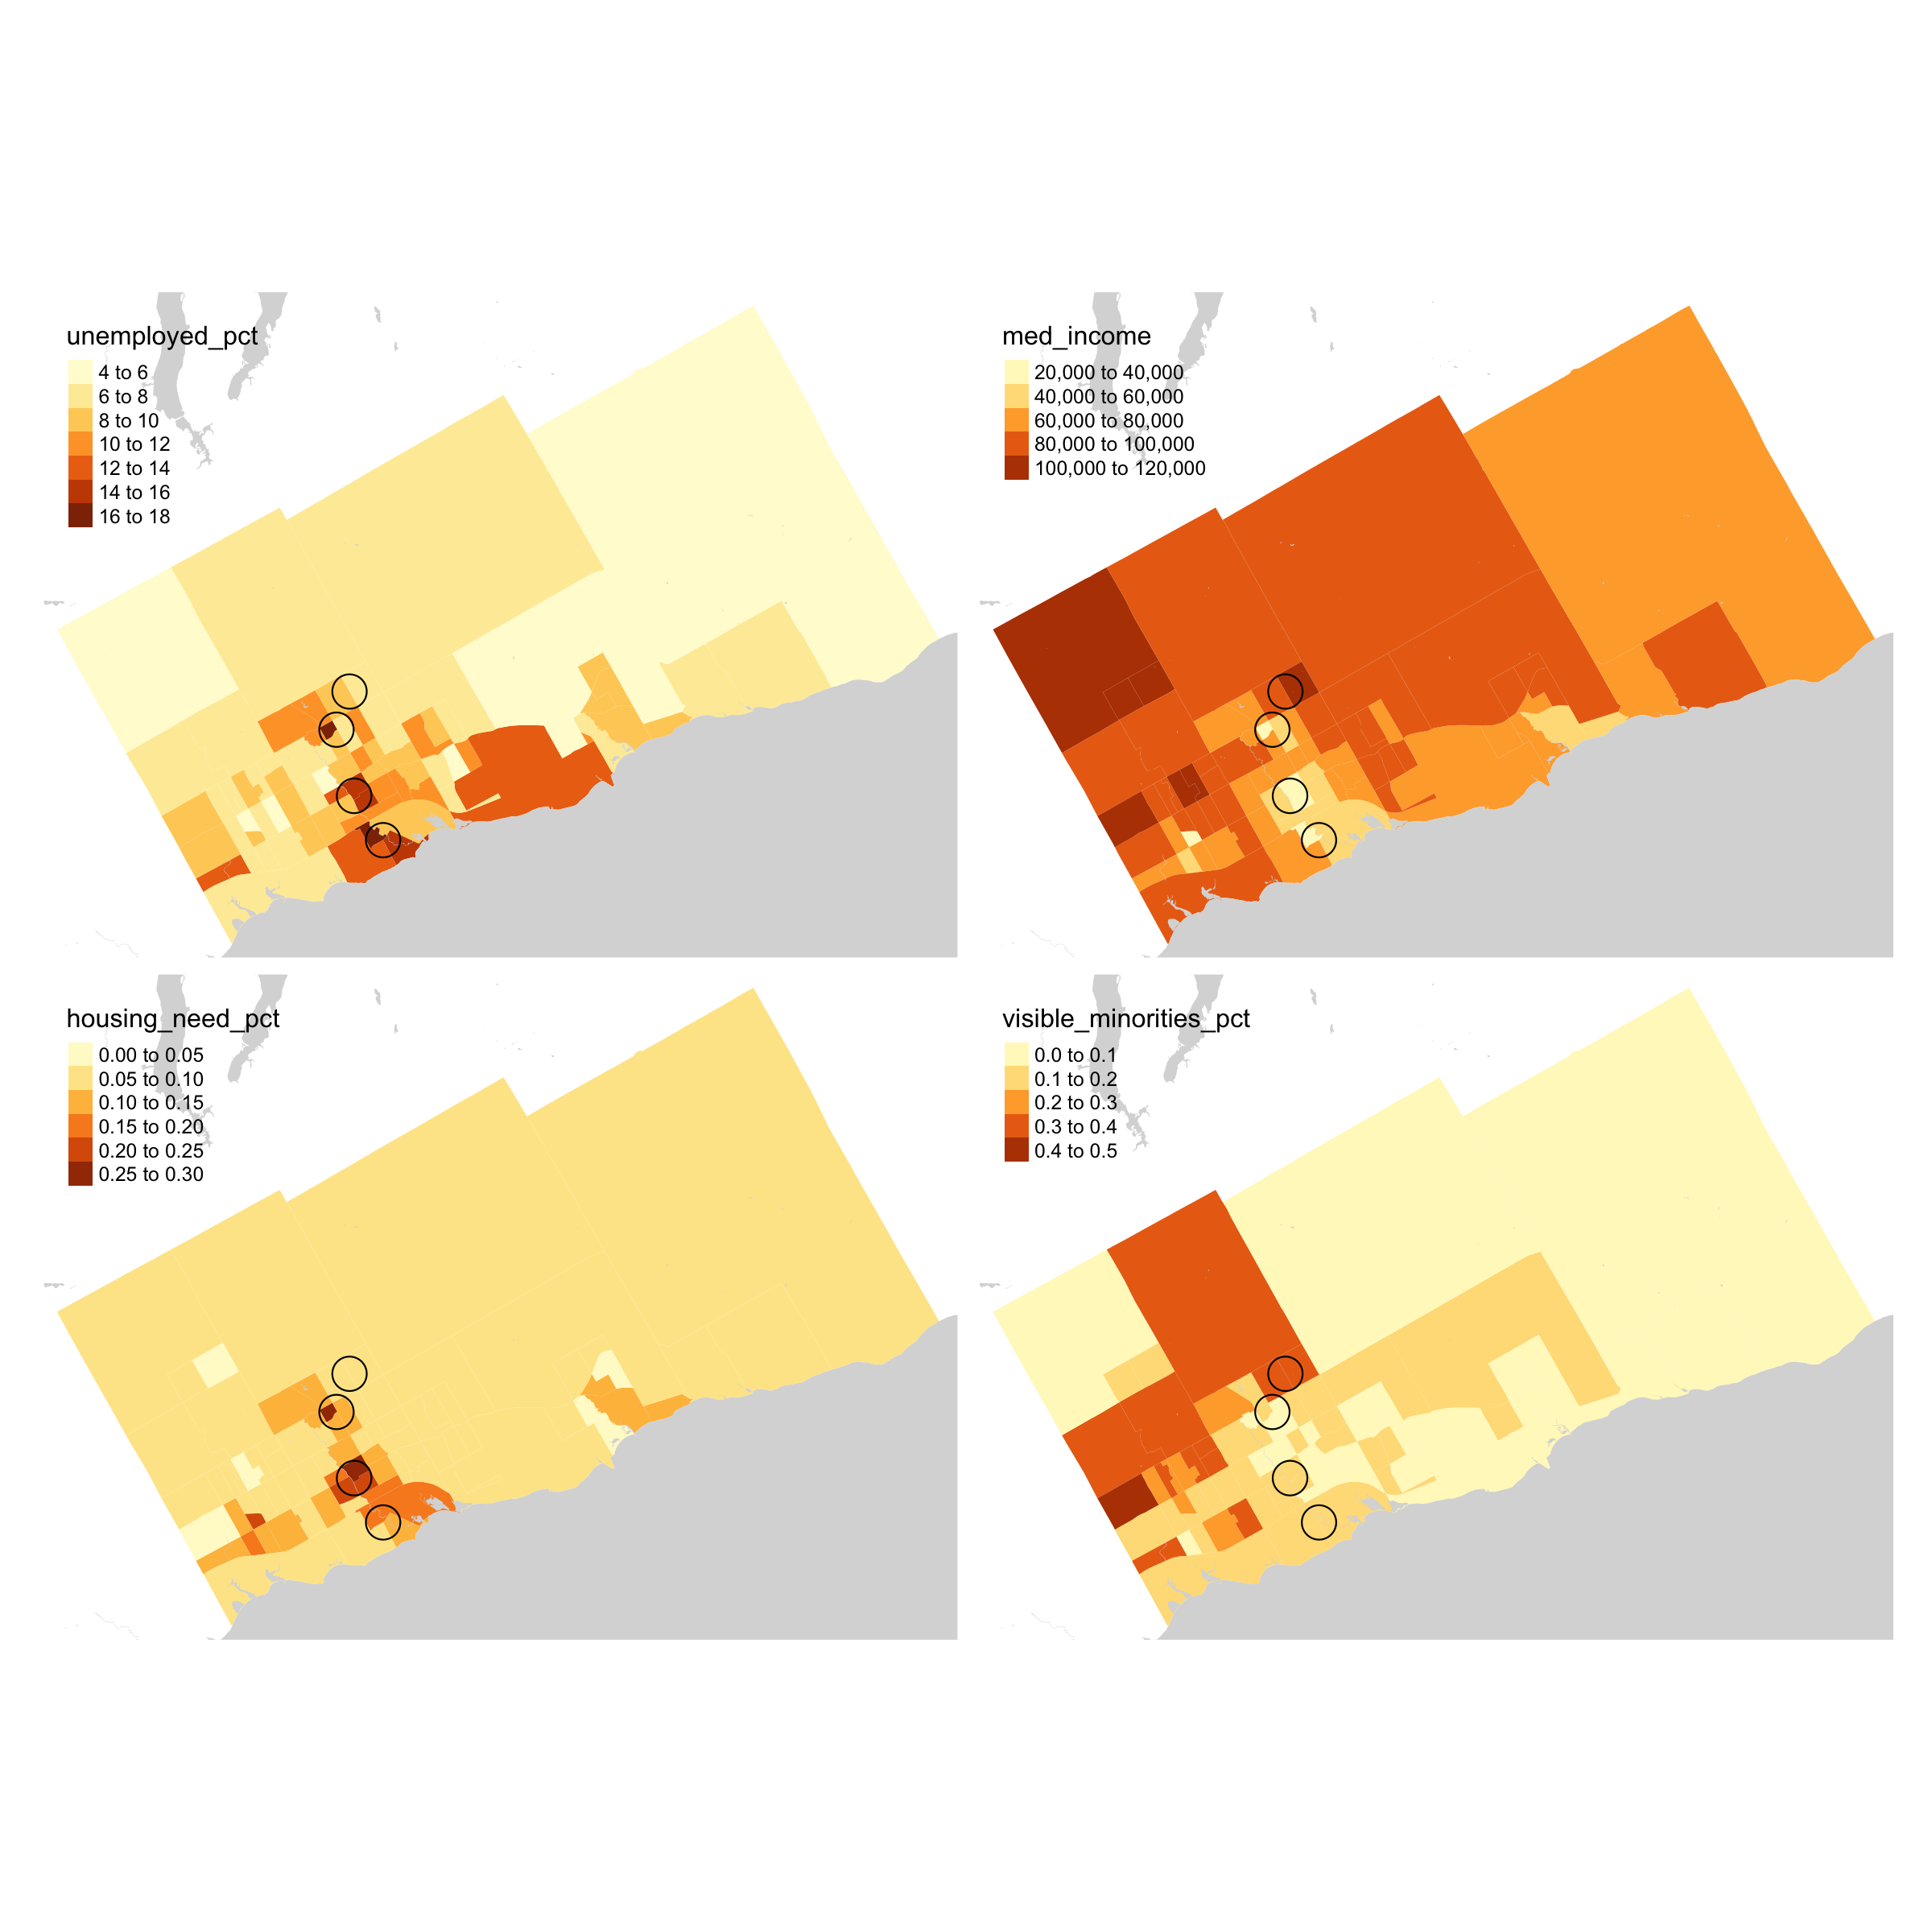 unemployed_pct
4 to 6
6 to 8
8 to 10
10 to 12
12 to 14
14 to 16
16 to 18
med_income
20,000 to 40,000
40,000 to 60,000
60,000 to 80,000
80,000 to 100,000
100,000 to 120,000
housing_need_pct
0.00 to 0.05
0.05 to 0.10
0.10 to 0.15
0.15 to 0.20
0.20 to 0.25
0.25 to 0.30
visible_minorities_pct
0.0 to 0.1
0.1 to 0.2
0.2 to 0.3
0.3 to 0.4
0.4 to 0.5